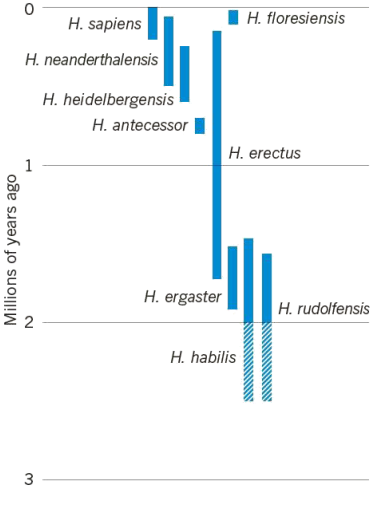 0
H. sapiens
H. floresiensis
H. neanderthalensis
H. heidelbergensis
H. antecessor
H. erectus
1
Millions of years ago
H. ergaster
H. rudolfensis
2
H. habilis
3